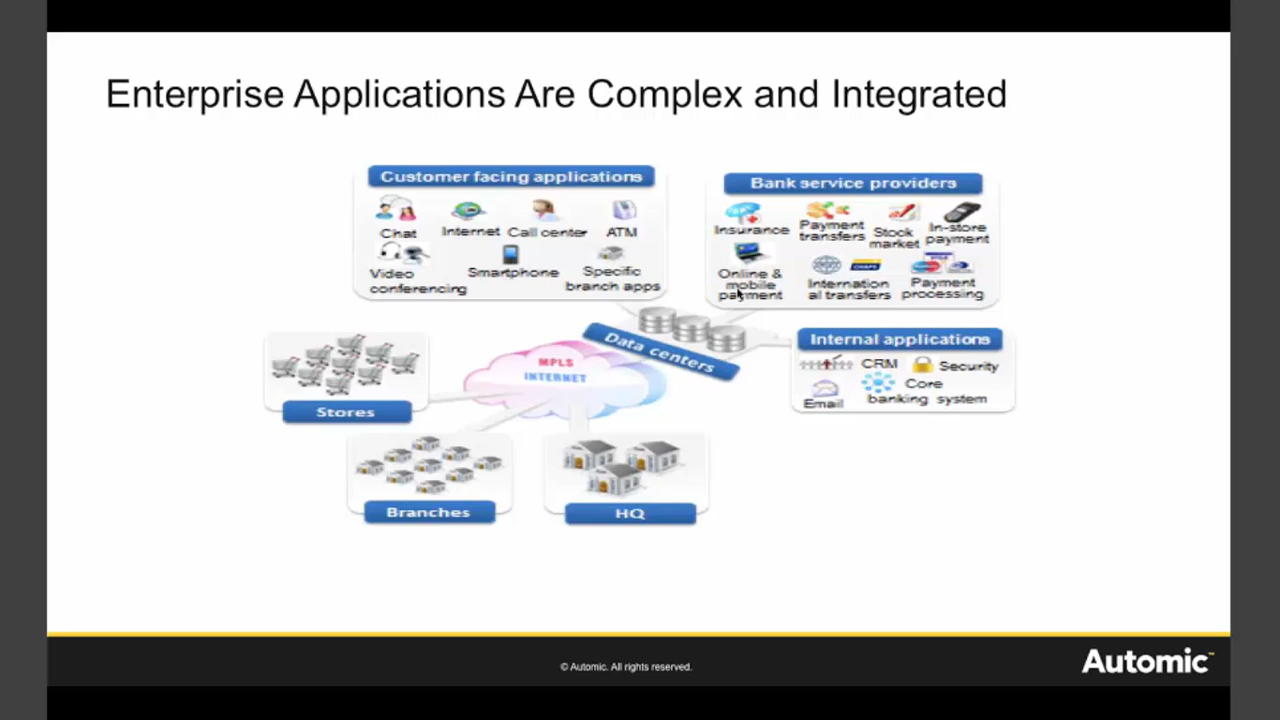 Enterprise Applications Are Complex and Integrated
Customer facing applications
Chat
Internet
Call center
ATM
Video
conferencing
Smartphone
Specific
branch apps
Bank service providers
Insurance
Payment
transfers
Stock
market
In-store
payment
Online &
mobile
payment
CHAPS
Internation
al transfers
VISA
Payment
processing
Data centers
MPLS
INTERNET
Internal applications
CRM
Security
Email
Core
banking system
Stores
Branches
HQ
© Automic. All rights reserved.
Automic™